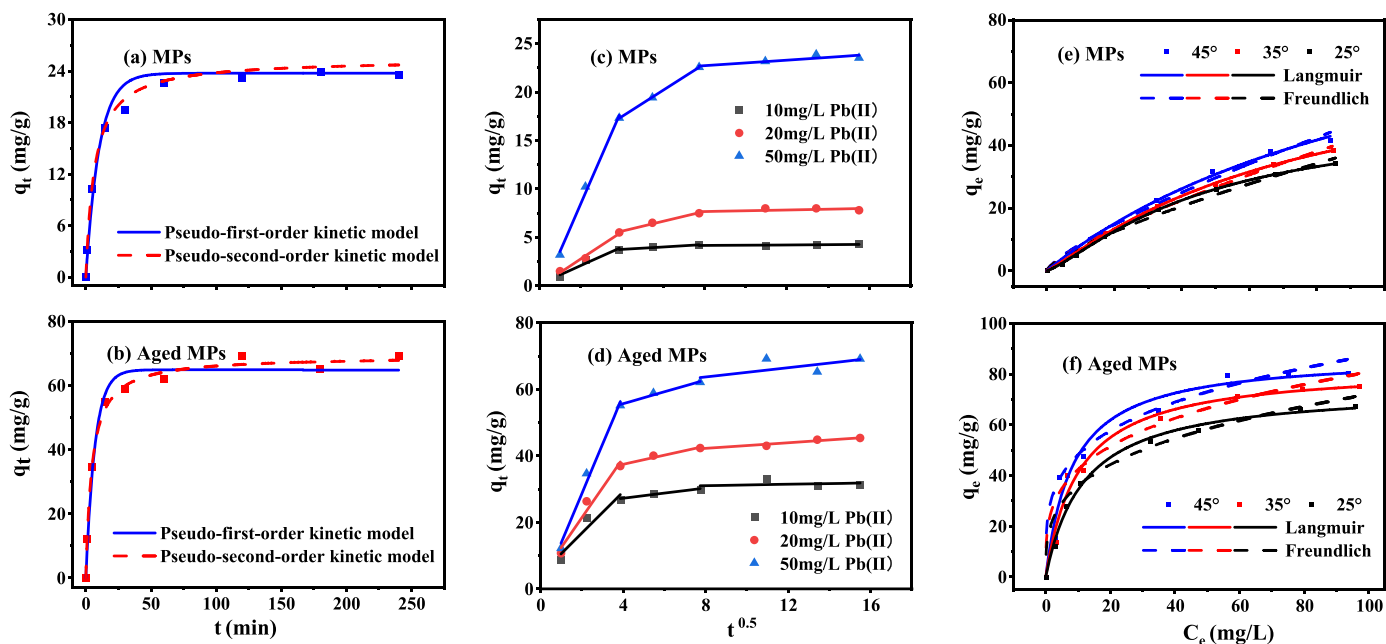 (a) MPs
30
24
18
12
6
0
q_t (mg/g)
Pseudo-first-order kinetic model
Pseudo-second-order kinetic model
(c) MPs
25
20
15
10
5
0
q_t (mg/g)
10mg/L Pb(II)
20mg/L Pb(II)
50mg/L Pb(II)
(e) MPs
45° 35° 25°
Langmuir
Freundlich
80
60
40
20
0
q_e (mg/g)
(b) Aged MPs
80
60
40
20
0
q_t (mg/g)
Pseudo-first-order kinetic model
Pseudo-second-order kinetic model
0 50 100 150 200 250
t (min)
(d) Aged MPs
80
60
40
20
0
q_t (mg/g)
10mg/L Pb(II)
20mg/L Pb(II)
50mg/L Pb(II)
0 4 8 12 16
t^0.5
(f) Aged MPs
100
80
60
40
20
0
q_e (mg/g)
45° 35° 25°
Langmuir
Freundlich
0 20 40 60 80 100
C_e (mg/L)